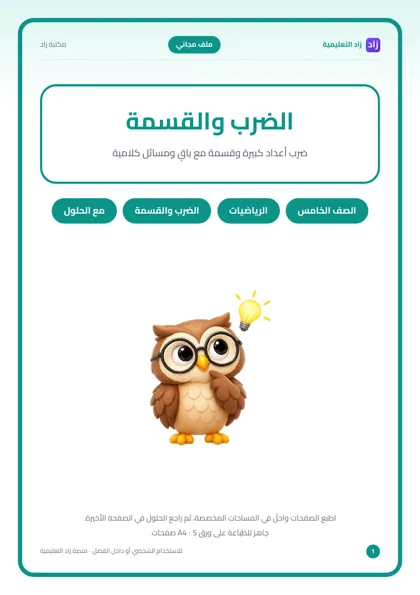 زاد التعليمية زاد
ملف مجاني
مكتبة زاد
الضرب والقسمة
ضرب أعداد كبيرة وقسمة مع باقٍ ومسائل كلامية
الصف الخامس
الرياضيات
الضرب والقسمة
مع الحلول
اطبع الصفحات واحلّ في المساحات المخصصة، ثم راجع الحلول في الصفحة الأخيرة.
جاهز للطباعة على ورق A4 · 5 صفحات
1
للاستخدام الشخصي أو داخل الفصل · منصة زاد التعليمية